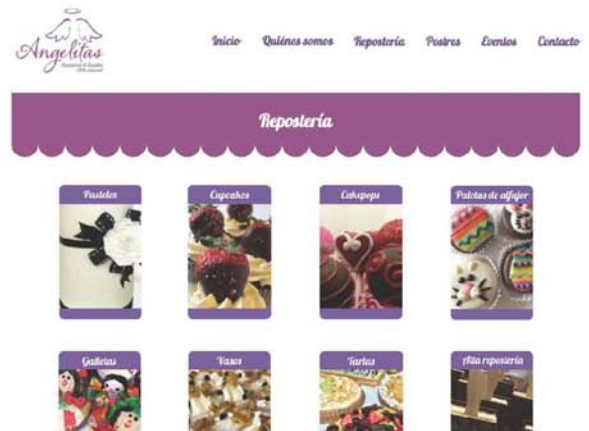 Angelitas
Inicio Quiénes somos Repostería Postres Eventos Contacto
Repostería
Pasteles Cupcakes Cakepops Paletas de alfajor
Galletas Vasos Tartas Alta repostería